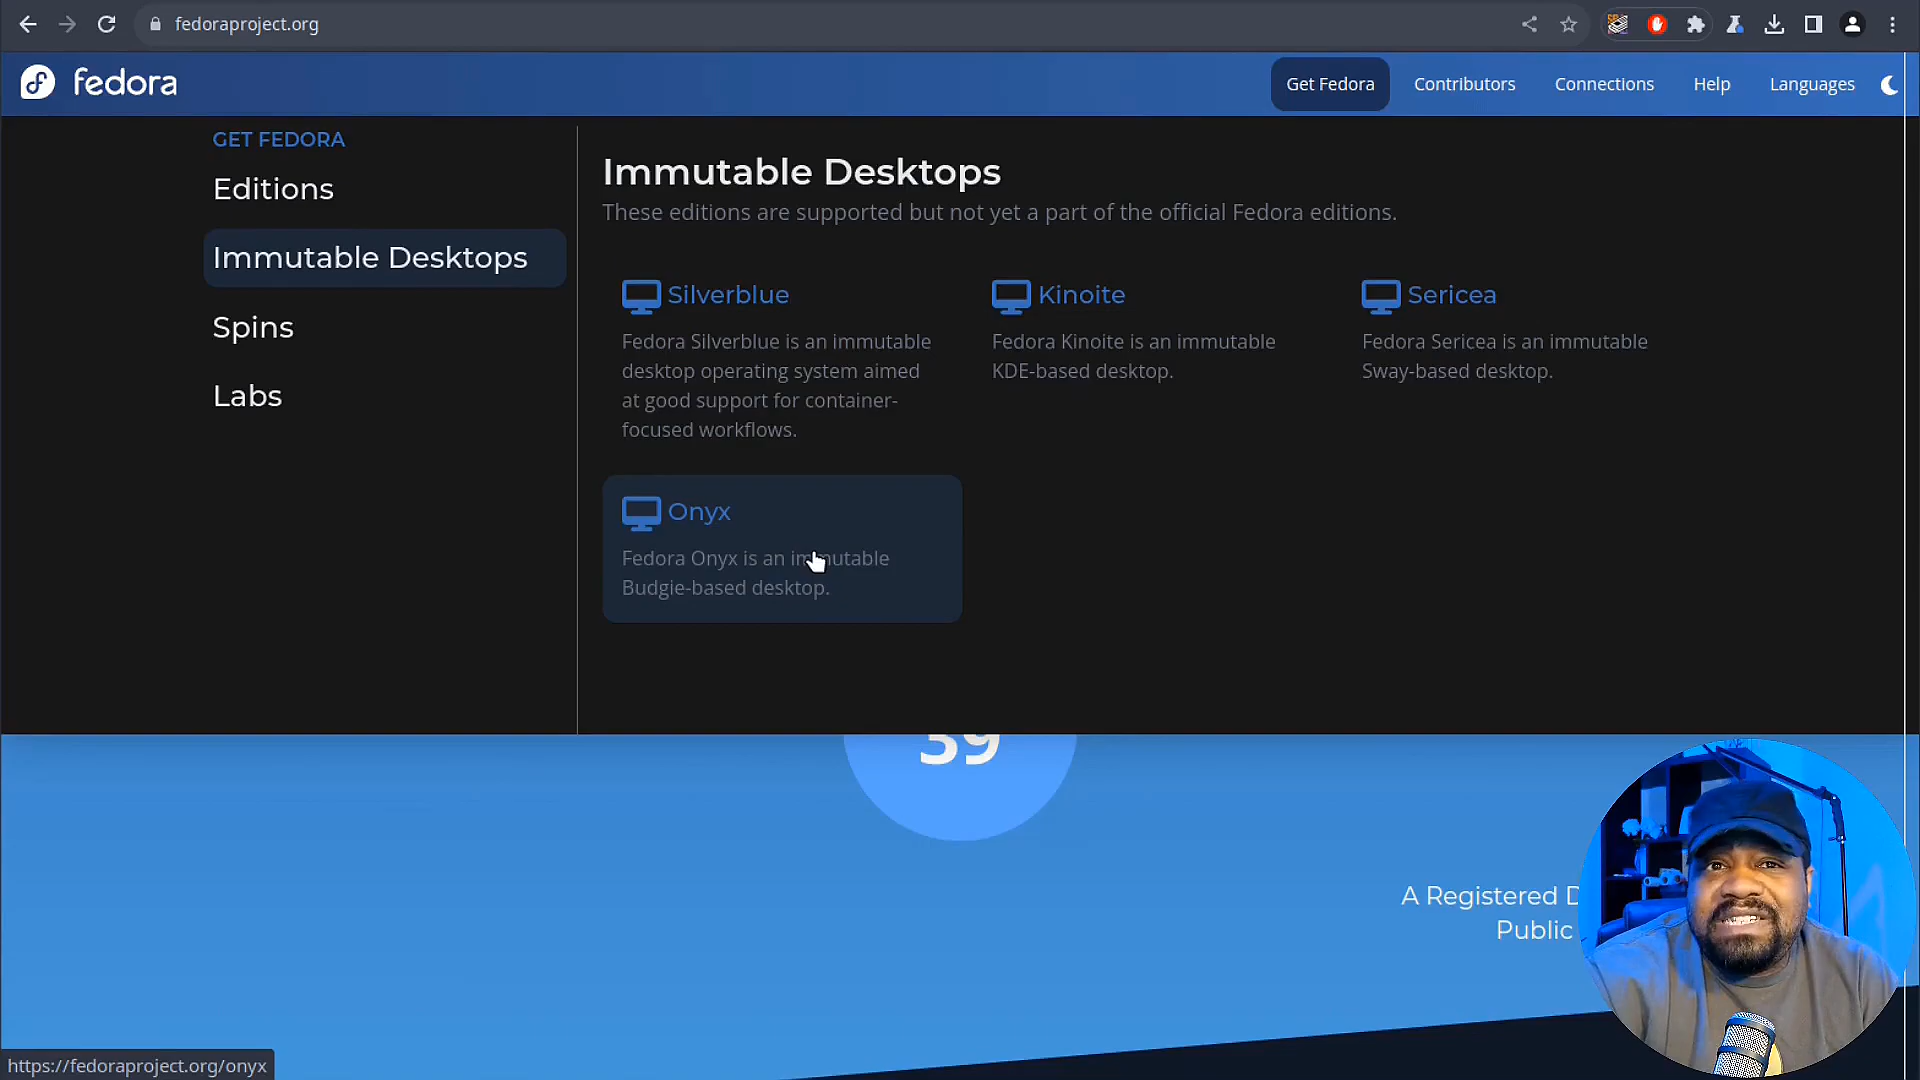 fedoraproject.org
fedora
Get Fedora
Contributors
Connections
Help
Languages
GET FEDORA
Editions
Immutable Desktops
Spins
Labs
Immutable Desktops
These editions are supported but not yet a part of the official Fedora editions.
Silverblue
Fedora Silverblue is an immutable
desktop operating system aimed
at good support for container-
focused workflows.
Kinoite
Fedora Kinoite is an immutable
KDE-based desktop.
Sericea
Fedora Sericea is an immutable
Sway-based desktop.
Onyx
Fedora Onyx is an immutable
Budgie-based desktop.
39
A Registered D
Public
https://fedoraproject.org/onyx